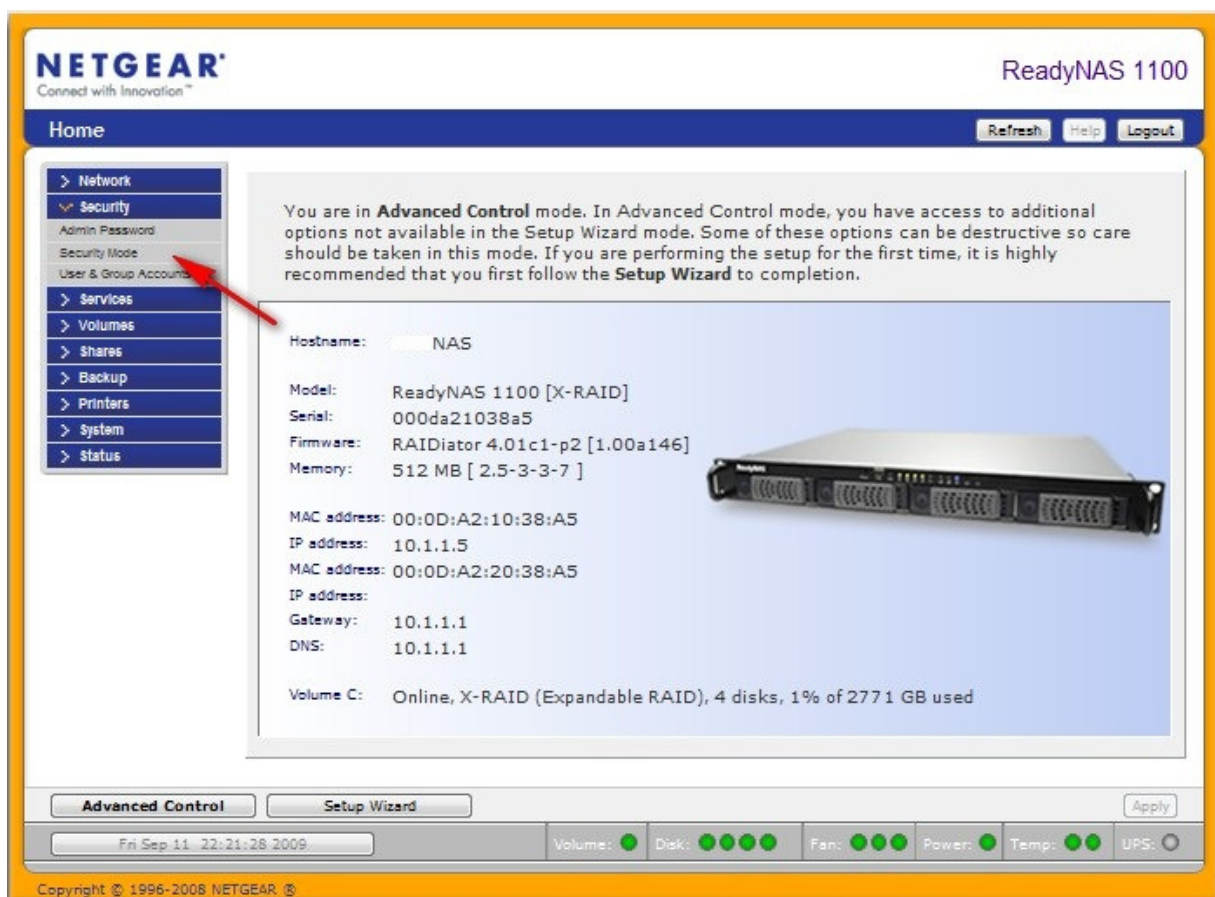 NETGEAR®
Connect with Innovation™
ReadyNAS 1100
Home
Refresh Help Logout
> Network
Security
Admin Password
Security Mode
User & Group Accounts
> Services
> Volumes
> Shares
> Backup
> Printers
> System
> Status
You are in Advanced Control mode. In Advanced Control mode, you have access to additional
options not available in the Setup Wizard mode. Some of these options can be destructive so care
should be taken in this mode. If you are performing the setup for the first time, it is highly
recommended that you first follow the Setup Wizard to completion.
Hostname: NAS
Model: ReadyNAS 1100 [X-RAID]
Serial: 000da21038a5
Firmware: RAIDiator 4.01c1-p2 [1.00a146]
Memory: 512 MB [ 2.5-3-3-7 ]
MAC address: 00:0D:A2:10:38:A5
IP address: 10.1.1.5
MAC address: 00:0D:A2:20:38:A5
IP address:
Gateway: 10.1.1.1
DNS: 10.1.1.1
Volume C: Online, X-RAID (Expandable RAID), 4 disks, 1% of 2771 GB used
ReadyNAS
Advanced Control Setup Wizard Apply
Fri Sep 11 22:21:28 2009 Volume: Disk: Fan: Power: Temp: UPS:
Copyright © 1996-2008 NETGEAR ®